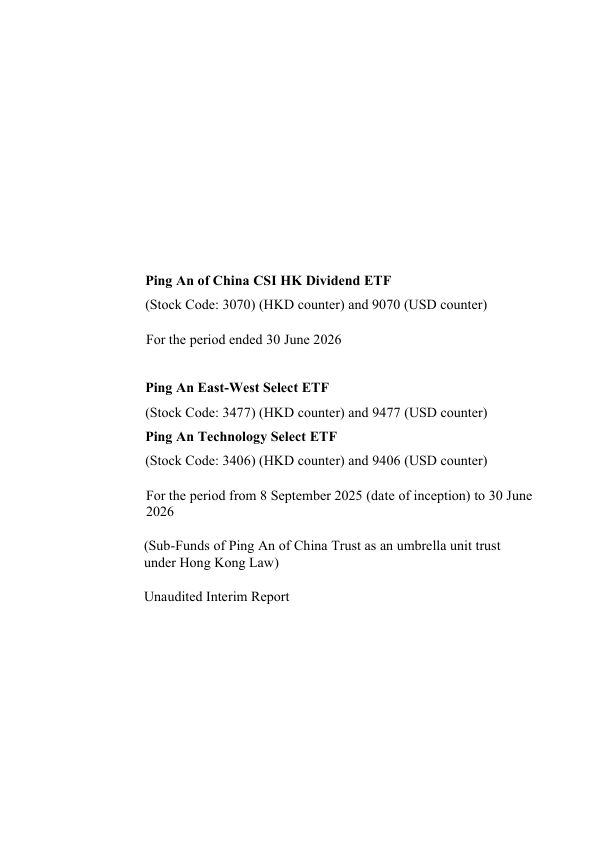 Ping An of China CSI HK Dividend ETF
(Stock Code: 3070) (HKD counter) and 9070 (USD counter)
For the period ended 30 June 2026
Ping An East-West Select ETF
(Stock Code: 3477) (HKD counter) and 9477 (USD counter)
Ping An Technology Select ETF
(Stock Code: 3406) (HKD counter) and 9406 (USD counter)
For the period from 8 September 2025 (date of inception) to 30 June
2026
(Sub-Funds of Ping An of China Trust as an umbrella unit trust
under Hong Kong Law)
Unaudited Interim Report